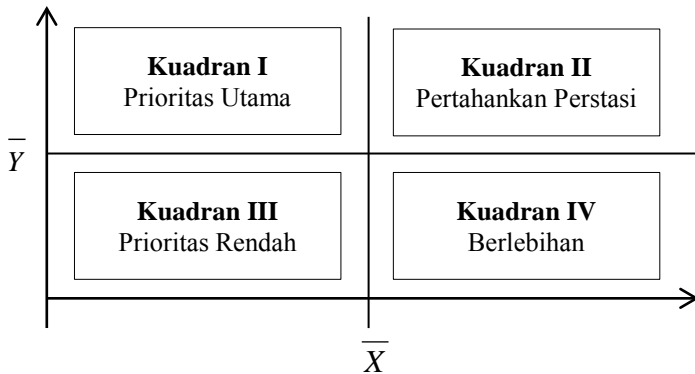 Kuadran I
Prioritas Utama
Kuadran II
Pertahankan Perstasi
Y
Kuadran III
Prioritas Rendah
Kuadran IV
Berlebihan
X